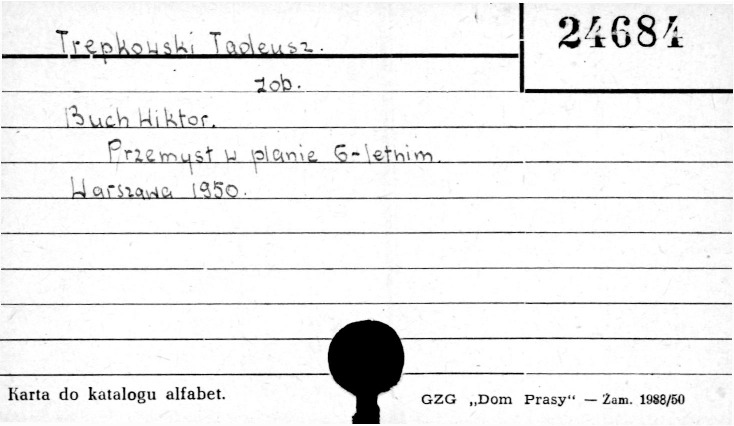 24684
Trepkowski Tadeusz.
zob.
Buch Wiktor.
Przemysł w planie 6-letnim.
Warszawa 1950.
Karta do katalogu alfabet.
GZG „Dom Prasy" — Zam. 1988/50